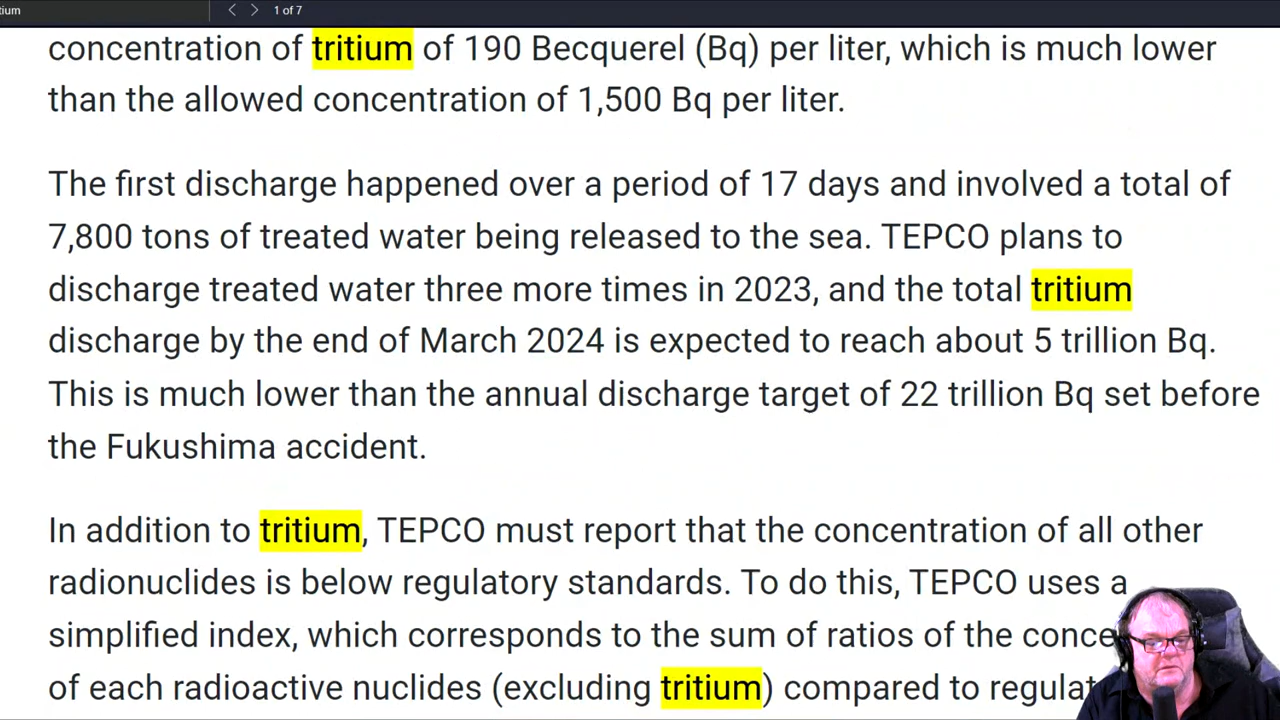 tium
1 of 7
concentration of tritium of 190 Becquerel (Bq) per liter, which is much lower
than the allowed concentration of 1,500 Bq per liter.
The first discharge happened over a period of 17 days and involved a total of
7,800 tons of treated water being released to the sea. TEPCO plans to
discharge treated water three more times in 2023, and the total tritium
discharge by the end of March 2024 is expected to reach about 5 trillion Bq.
This is much lower than the annual discharge target of 22 trillion Bq set before
the Fukushima accident.
In addition to tritium, TEPCO must report that the concentration of all other
radionuclides is below regulatory standards. To do this, TEPCO uses a
simplified index, which corresponds to the sum of ratios of the conce
of each radioactive nuclides (excluding tritium) compared to regulat